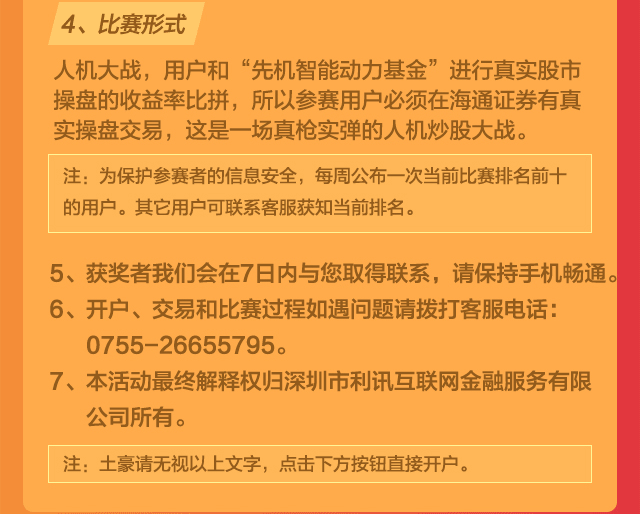 4、比赛形式
人机大战，用户和“先机智能动力基金”进行真实股市
操盘的收益率比拼，所以参赛用户必须在海通证券有真
实操盘交易，这是一场真枪实弹的人机炒股大战。
注：为保护参赛者的信息安全，每周公布一次当前比赛排名前十
的用户。其它用户可联系客服获知当前排名。
5、获奖者我们会在7日内与您取得联系，请保持手机畅通。
6、开户、交易和比赛过程如遇问题请拨打客服电话：
0755-26655795。
7、本活动最终解释权归深圳市利讯互联网金融服务有限
公司所有。
注：土豪请无视以上文字，点击下方按钮直接开户。